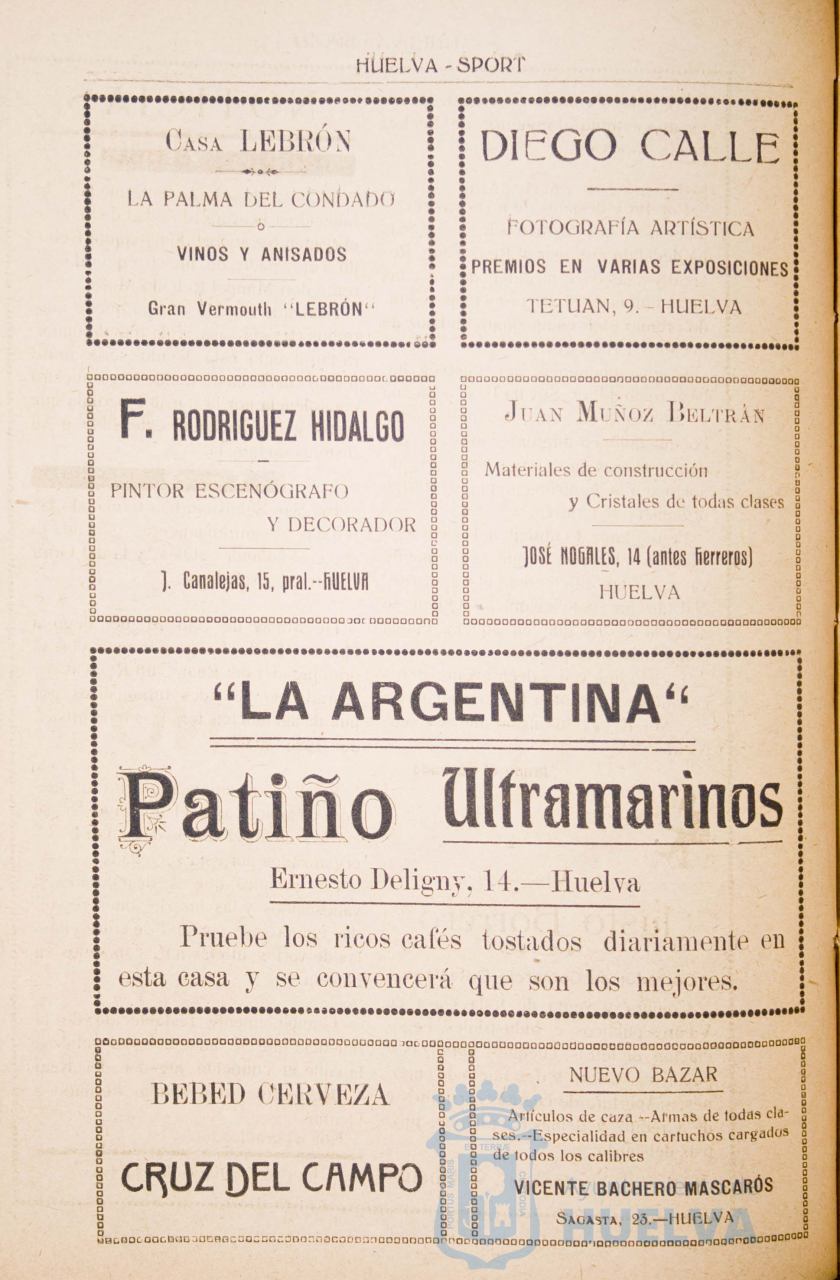 HUELVA - SPORT
CASA LEBRÓN
LA PALMA DEL CONDADO
VINOS Y ANISADOS
Gran Vermouth "LEBRÓN"
DIEGO CALLE
FOTOGRAFÍA ARTÍSTICA
PREMIOS EN VARIAS EXPOSICIONES
TETUAN, 9. - HUELVA
F. RODRIGUEZ HIDALGO
PINTOR ESCENÓGRAFO
Y DECORADOR
J. Canalejas, 15, pral.--HUELVA
JUAN MUÑOZ BELTRÁN
Materiales de construcción
y Cristales de todas clases
JOSÉ NOGALES, 14 (antes Herreros)
HUELVA
"LA ARGENTINA"
Patiño Ultramarinos
Ernesto Deligny, 14.—Huelva
Pruebe los ricos cafés tostados diariamente en
esta casa y se convencerá que son los mejores.
BEBED CERVEZA
CRUZ DEL CAMPO
NUEVO BAZAR
Artículos de caza --Armas de todas cla-
ses.--Especialidad en cartuchos cargados
de todos los calibres
VICENTE BACHERO MASCARÓS
SAGASTA, 23.—HUELVA
PORTUS MARIS
HUELVA